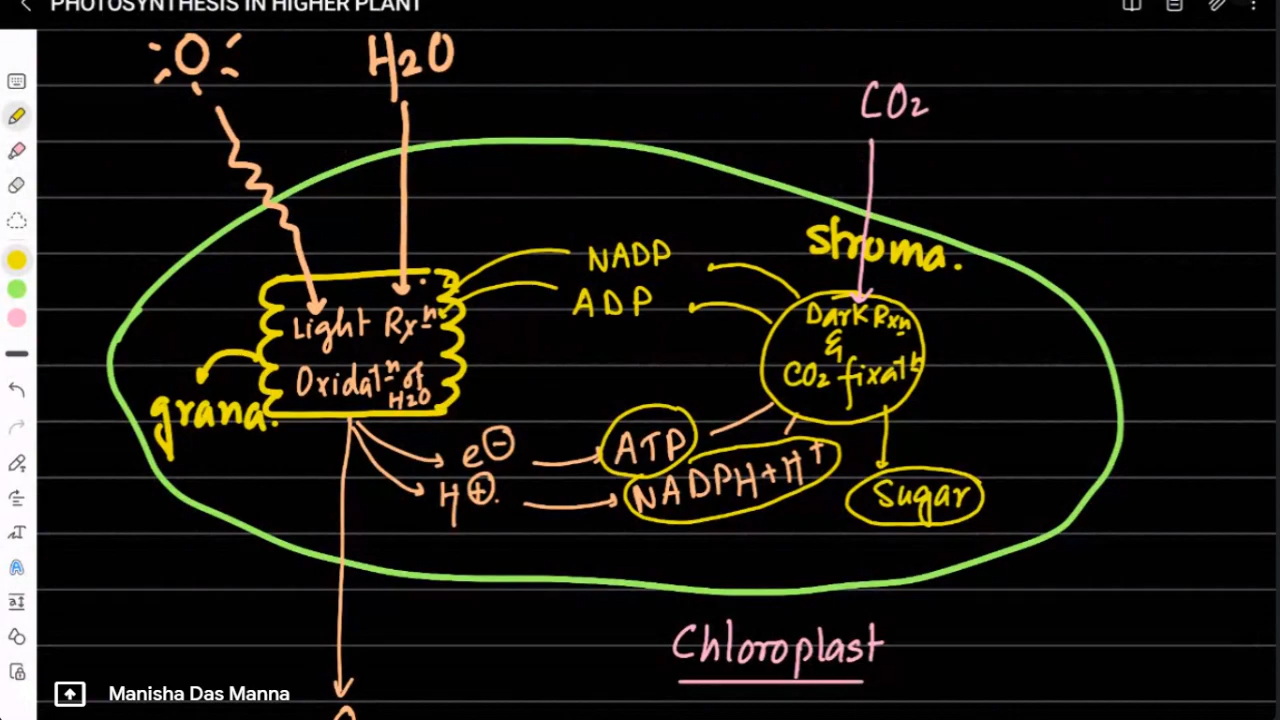 PHOTOSYNTHESIS IN HIGHER PLANT
H2O
CO2
Stroma.
NADP
ADP
Light Rxn
Oxidatn of H2O
Dark Rxn
&
CO2 fixatn
grana.
e-
H+.
ATP
NADPH+H+
Sugar
Chloroplast
Manisha Das Manna